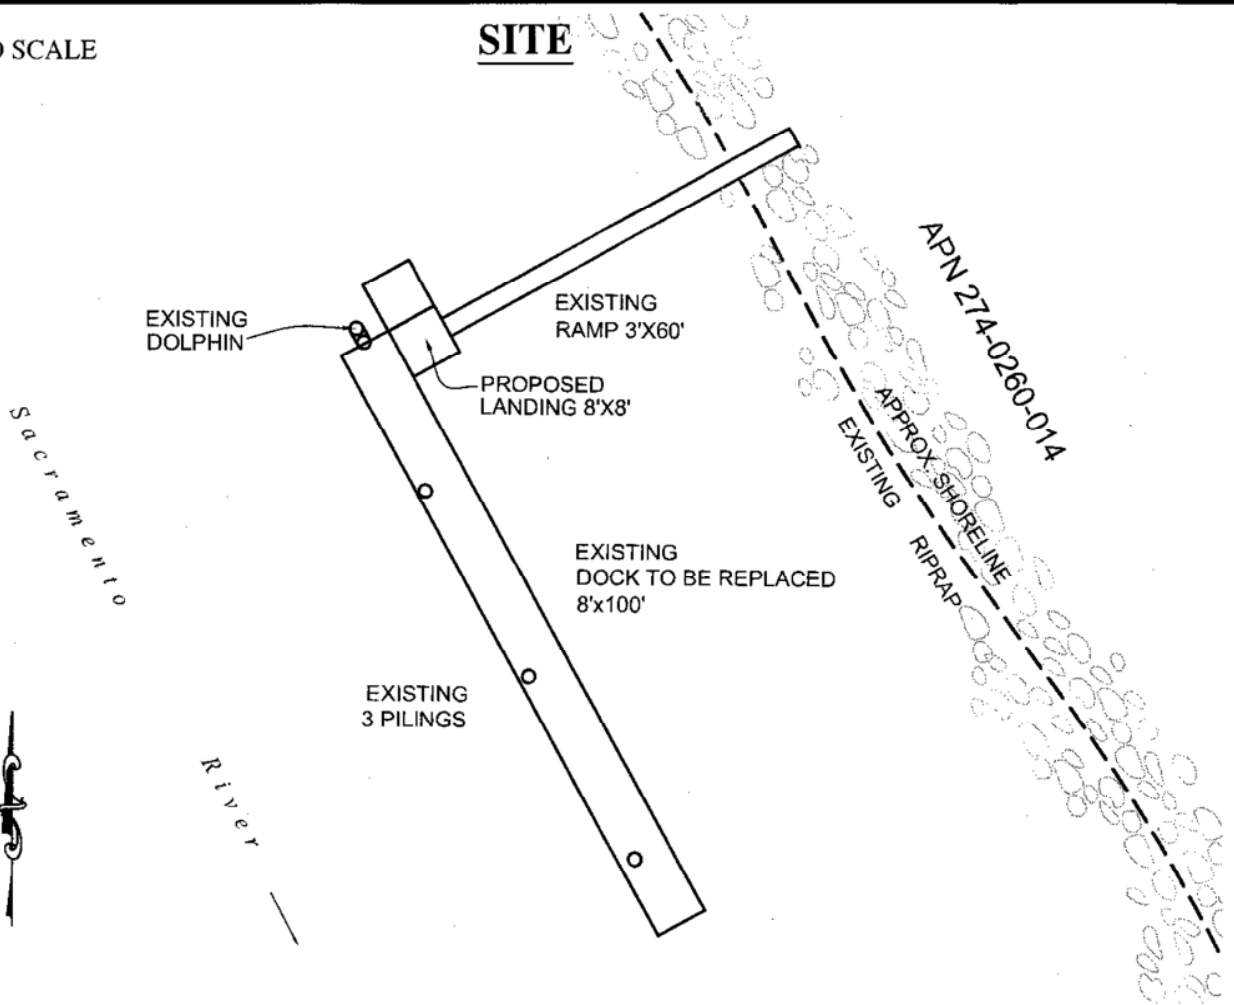 SCALE
SITE
EXISTING
DOLPHIN
EXISTING
RAMP 3'X60'
PROPOSED
LANDING 8'X8'
APN 274-0260-014
APPROX. SHORELINE
EXISTING RIPRAP
EXISTING
DOCK TO BE REPLACED
8'x100'
EXISTING
3 PILINGS
Sacramento
River